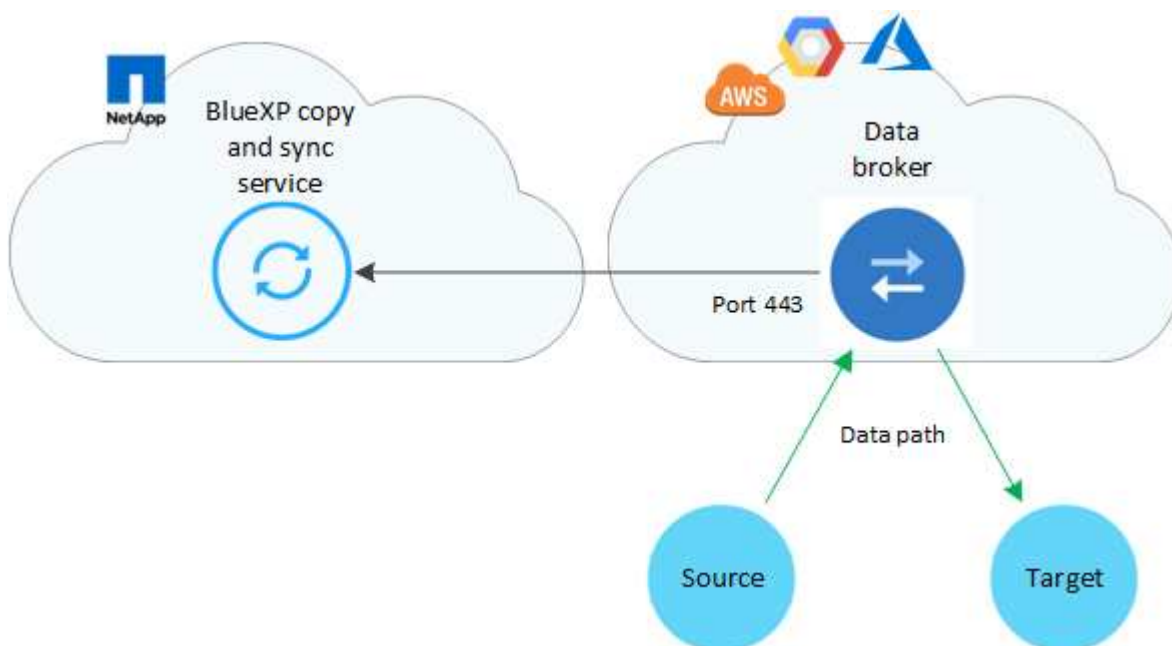 NetApp
BlueXP copy
and sync
service
AWS
Data
broker
Port 443
Data path
Source
Target